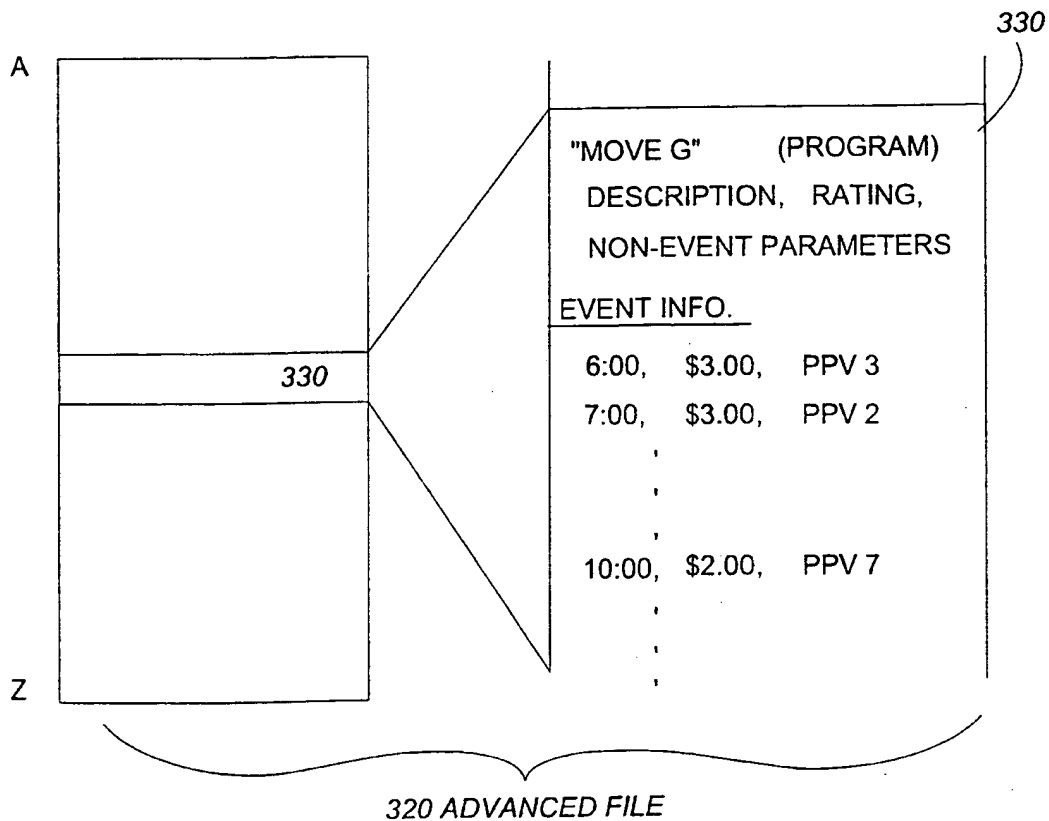 330
A
"MOVE G" (PROGRAM)
DESCRIPTION, RATING,
NON-EVENT PARAMETERS
EVENT INFO.
330
6:00, $3.00, PPV 3
7:00, $3.00, PPV 2
10:00, $2.00, PPV 7
Z
320 ADVANCED FILE